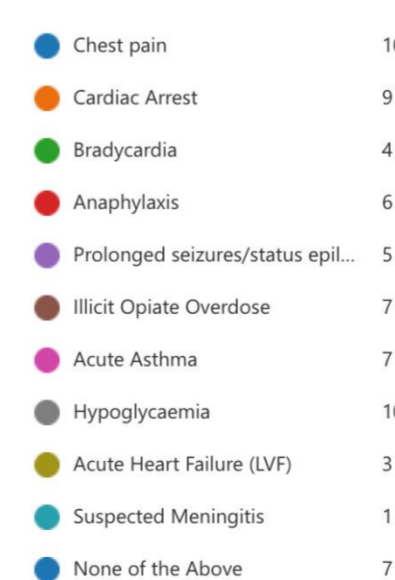 Chest pain
Cardiac Arrest 9
Bradycardia 4
Anaphylaxis 6
Prolonged seizures/status epil... 5
Illicit Opiate Overdose 7
Acute Asthma 7
Hypoglycaemia
Acute Heart Failure (LVF) 3
Suspected Meningitis 1
None of the Above 7